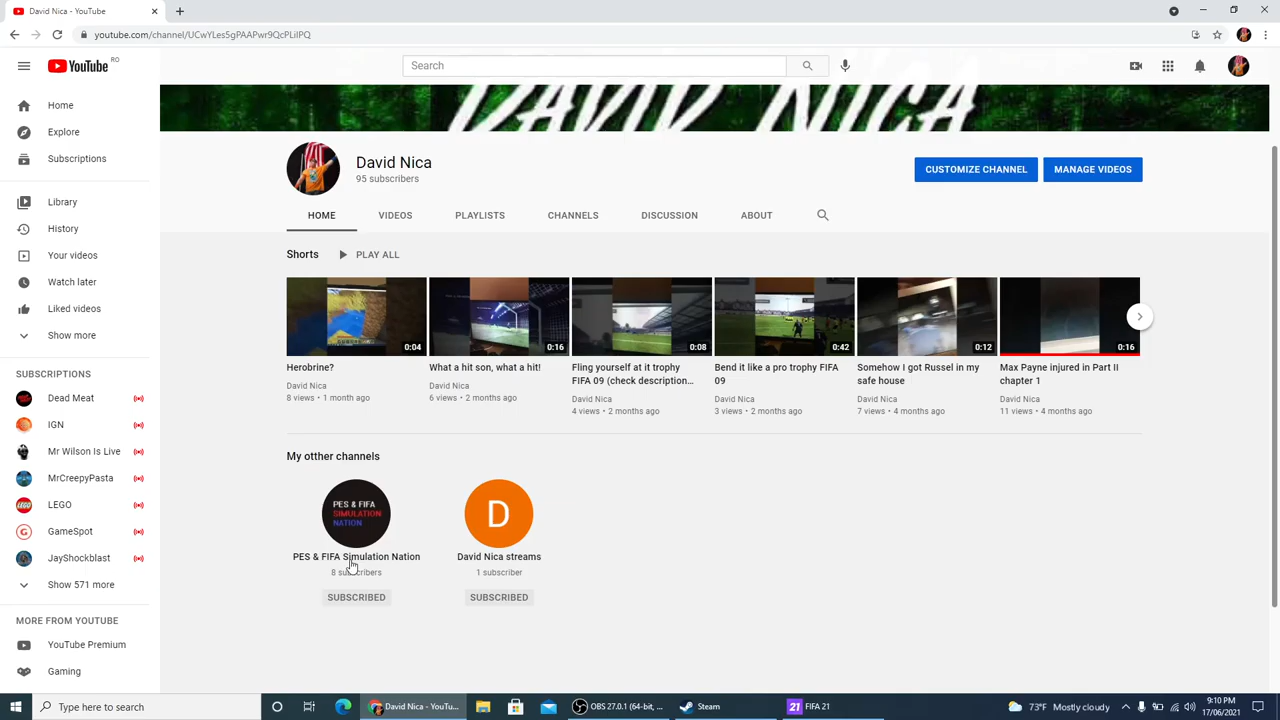 David Nica - YouTube
youtube.com/channel/UCwYLes5gPAAPwr9QcPLiIPQ
YouTube RO
Search
Home
Explore
Subscriptions
Library
History
Your videos
Watch later
Liked videos
Show more
SUBSCRIPTIONS
Dead Meat
IGN
Mr Wilson Is Live
MrCreepyPasta
LEGO
GameSpot
JayShockblast
Show 571 more
MORE FROM YOUTUBE
YouTube Premium
Gaming
DAVID NICA
David Nica
95 subscribers
CUSTOMIZE CHANNEL
MANAGE VIDEOS
HOME
VIDEOS
PLAYLISTS
CHANNELS
DISCUSSION
ABOUT
Shorts
PLAY ALL
0:04
Herobrine?
David Nica
8 views • 1 month ago
0:16
What a hit son, what a hit!
David Nica
6 views • 2 months ago
0:08
Fling yourself at it trophy
FIFA 09 (check description...
David Nica
4 views • 2 months ago
0:42
Bend it like a pro trophy FIFA
09
David Nica
3 views • 2 months ago
0:12
Somehow I got Russel in my
safe house
David Nica
7 views • 4 months ago
0:16
Max Payne injured in Part II
chapter 1
David Nica
11 views • 4 months ago
My otther channels
PES & FIFA
SIMULATION
NATION
PES & FIFA Simulation Nation
8 subscribers
SUBSCRIBED
D
David Nica streams
1 subscriber
SUBSCRIBED
Type here to search
David Nica - YouTu...
OBS 27.0.1 (64-bit, ...
Steam
21 FIFA 21
73°F Mostly cloudy
9:10 PM
17/06/2021